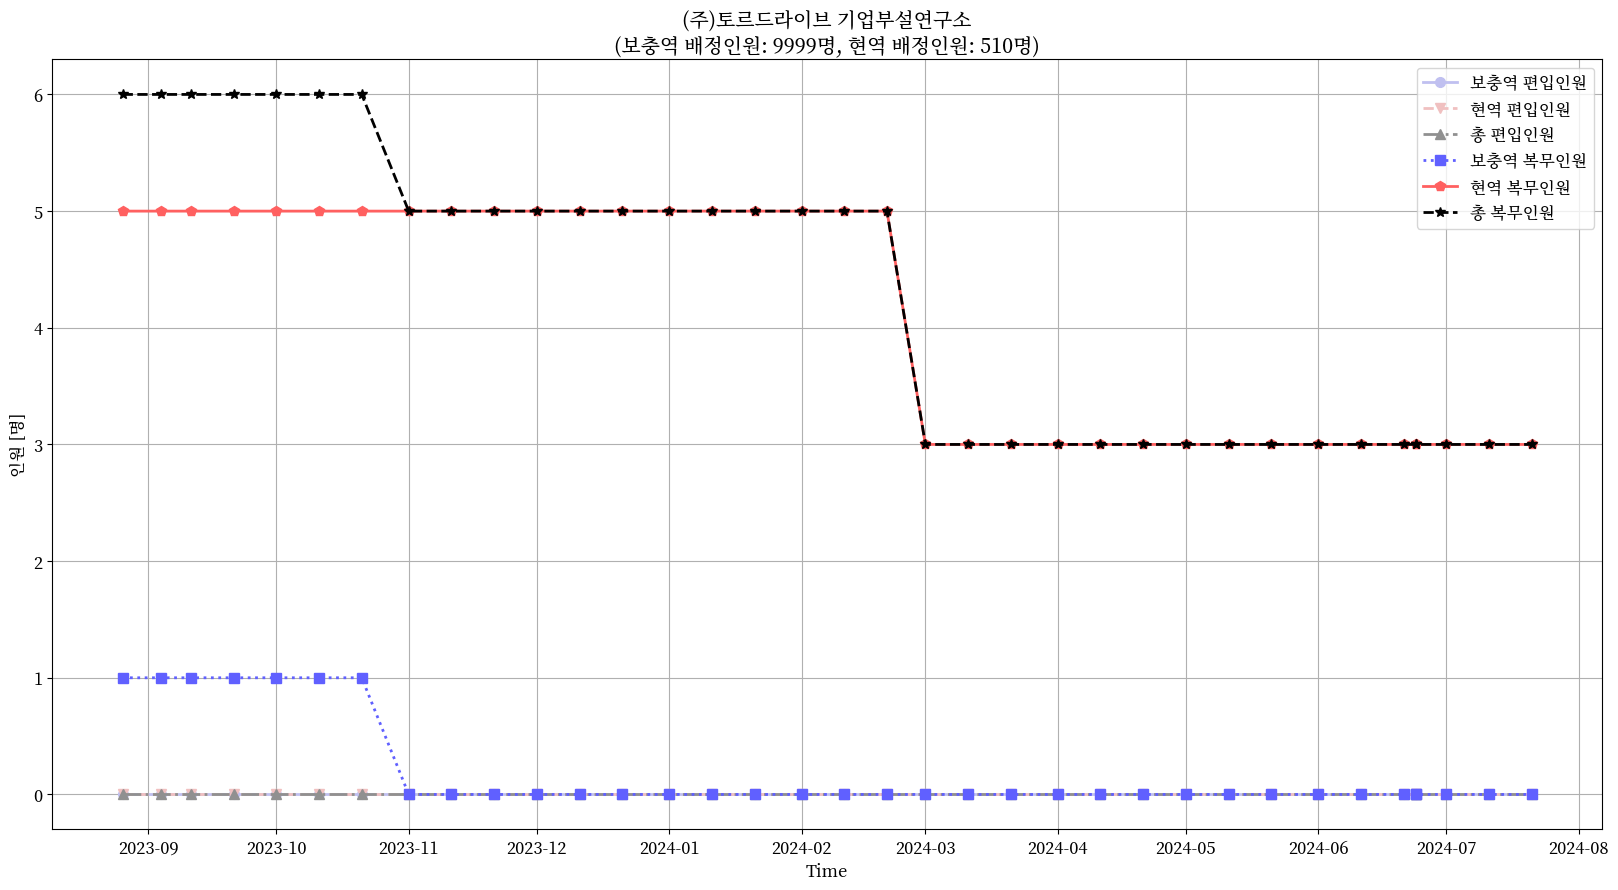 (주)토르드라이브 기업부설연구소
(보충역 배정인원: 9999명, 현역 배정인원: 510명)
보충역 편입인원
현역 편입인원
총 편입인원
보충역 복무인원
현역 복무인원
총 복무인원
인원 [명]
6
5
4
3
2
1
0
2023-09 2023-10 2023-11 2023-12 2024-01 2024-02 2024-03 2024-04 2024-05 2024-06 2024-07 2024-08
Time